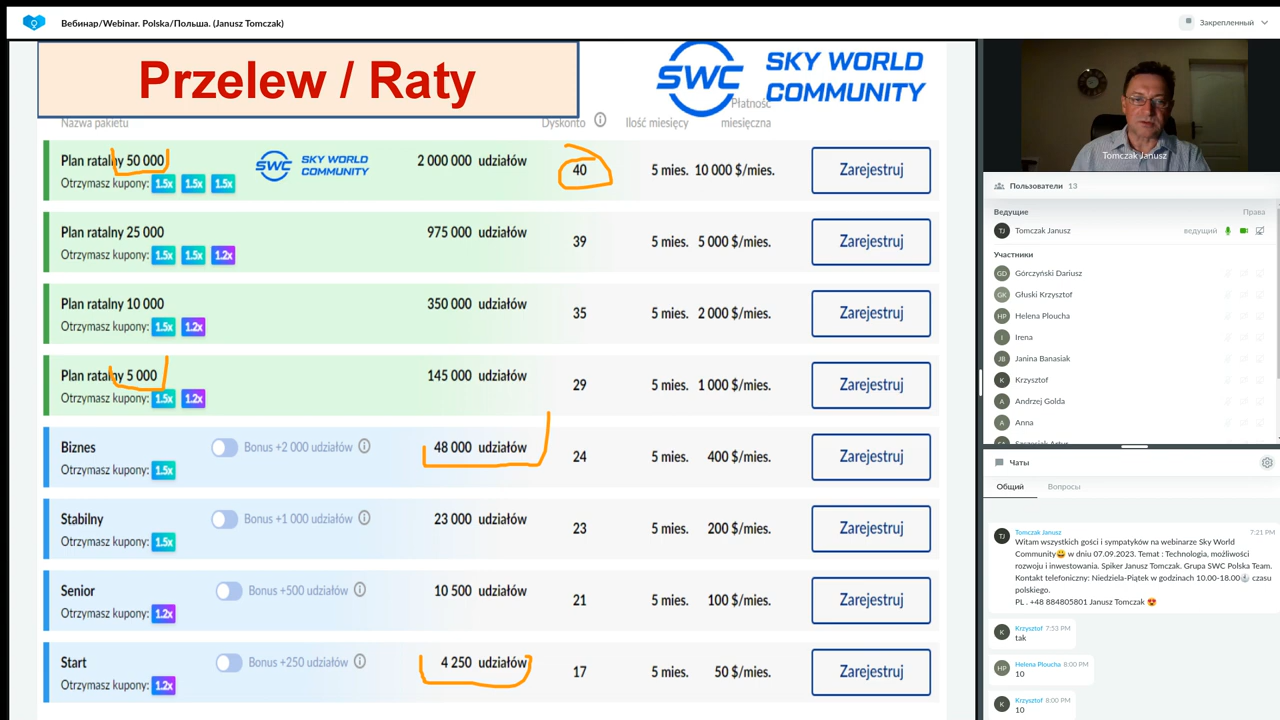 Вебинар/Webinar. Polska/Польша. (Janusz Tomczak)
Закрепленный
Przelew / Raty
SWC SKY WORLD COMMUNITY
Nazwa pakietu Dyskonto Ilość miesięcy Płatność miesięczna
Plan ratalny 50 000 SWC SKY WORLD COMMUNITY 2 000 000 udziałów 40 5 mies. 10 000 $/mies. Zarejestruj
Otrzymasz kupony: 1.5x 1.5x 1.5x
Plan ratalny 25 000 975 000 udziałów 39 5 mies. 5 000 $/mies. Zarejestruj
Otrzymasz kupony: 1.5x 1.5x 1.2x
Plan ratalny 10 000 350 000 udziałów 35 5 mies. 2 000 $/mies. Zarejestruj
Otrzymasz kupony: 1.5x 1.2x
Plan ratalny 5 000 145 000 udziałów 29 5 mies. 1 000 $/mies. Zarejestruj
Otrzymasz kupony: 1.5x 1.2x
Biznes Bonus +2 000 udziałów 48 000 udziałów 24 5 mies. 400 $/mies. Zarejestruj
Otrzymasz kupony: 1.5x
Stabilny Bonus +1 000 udziałów 23 000 udziałów 23 5 mies. 200 $/mies. Zarejestruj
Otrzymasz kupony: 1.5x
Senior Bonus +500 udziałów 10 500 udziałów 21 5 mies. 100 $/mies. Zarejestruj
Otrzymasz kupony: 1.2x
Start Bonus +250 udziałów 4 250 udziałów 17 5 mies. 50 $/mies. Zarejestruj
Otrzymasz kupony: 1.2x
Tomczak Janusz
Пользователи 13
Ведущие Права
TJ Tomczak Janusz ведущий
Участники
GD Górczyński Dariusz
GK Głuski Krzysztof
HP Helena Ploucha
I Irena
JB Janina Banasiak
K Krzysztof
A Andrzej Golda
A Anna
Чаты
Общий Вопросы
TJ Tomczak Janusz 7:21 PM
Witam wszystkich gości i sympatyków na webinarze Sky World
Community😃 w dniu 07.09.2023. Temat : Technologia, możliwości
rozwoju i inwestowania. Spiker Janusz Tomczak. Grupa SWC Polska Team.
Kontakt telefoniczny: Niedziela-Piątek w godzinach 10.00-18.00 czasu
polskiego.
PL . +48 884805801 Janusz Tomczak 😍
K Krzysztof 7:53 PM
tak
HP Helena Ploucha 8:00 PM
10
K Krzysztof 8:00 PM
10